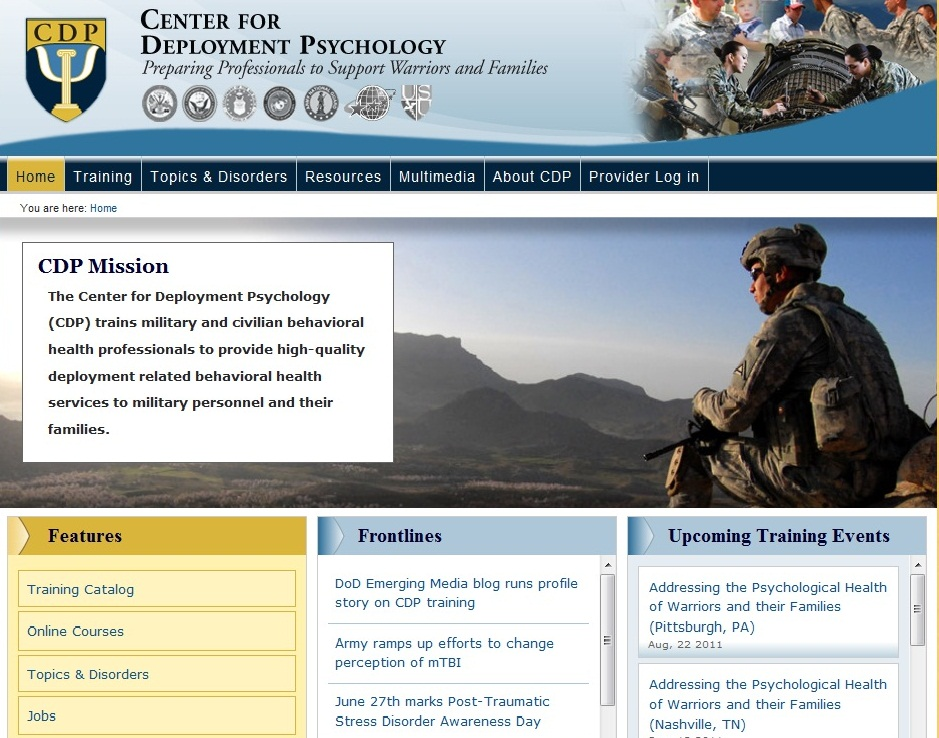 CDP
CENTER FOR
DEPLOYMENT PSYCHOLOGY
Preparing Professionals to Support Warriors and Families
Home Training Topics & Disorders Resources Multimedia About CDP Provider Log in
You are here: Home
CDP Mission
The Center for Deployment Psychology
(CDP) trains military and civilian behavioral
health professionals to provide high-quality
deployment related behavioral health
services to military personnel and their
families.
Features
Training Catalog
Online Courses
Topics & Disorders
Jobs
Frontlines
DoD Emerging Media blog runs profile
story on CDP training
Army ramps up efforts to change
perception of mTBI
June 27th marks Post-Traumatic
Stress Disorder Awareness Day
Upcoming Training Events
Addressing the Psychological Health
of Warriors and their Families
(Pittsburgh, PA)
Aug, 22 2011
Addressing the Psychological Health
of Warriors and their Families
(Nashville, TN)